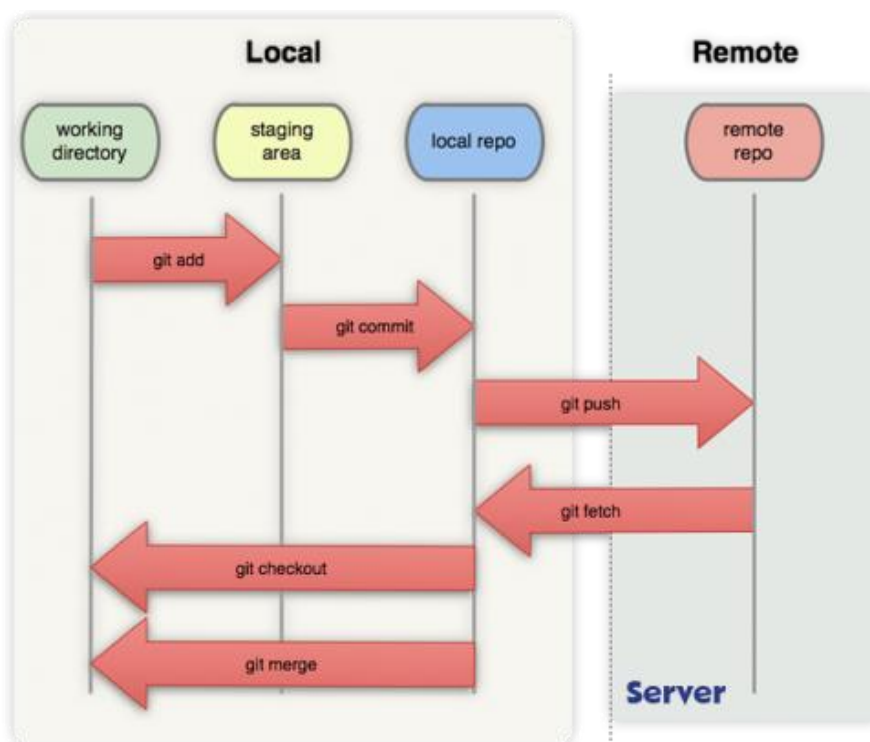 Local
Remote
working
directory
staging
area
local repo
remote
repo
git add
git commit
git push
git fetch
git checkout
git merge
Server